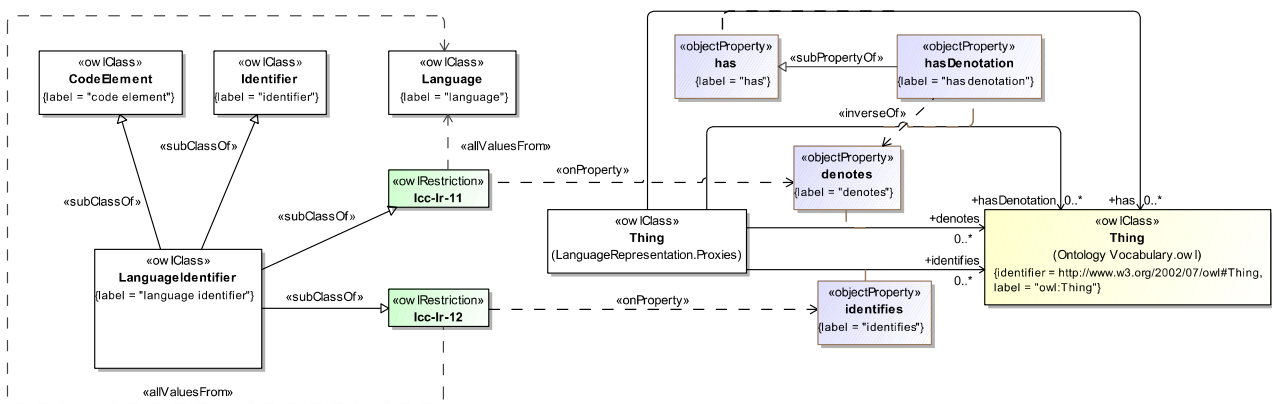 «owlClass»
CodeElement
{label = "code element"}
«owlClass»
Identifier
{label = "identifier"}
«owlClass»
Language
{label = "language"}
«objectProperty»
has
{label = "has"}
«subPropertyOf»
«objectProperty»
hasDenotation
{label = "has denotation"}
«inverseOf»
«subClassOf»
«allValuesFrom»
«objectProperty»
denotes
{label = "denotes"}
«onProperty»
«owlRestriction»
lcc-lr-11
«subClassOf»
«subClassOf»
+hasDenotation
0..*
+has
0..*
«owlClass»
Thing
(LanguageRepresentation.Proxies)
+denotes
0..*
+identifies
0..*
«owlClass»
Thing
(Ontology Vocabulary.owl)
{identifier = http://www.w3.org/2002/07/owl#Thing,
label = "owl:Thing"}
«owlClass»
LanguageIdentifier
{label = "language identifier"}
«subClassOf»
«owlRestriction»
lcc-lr-12
«onProperty»
«objectProperty»
identifies
{label = "identifies"}
«allValuesFrom»